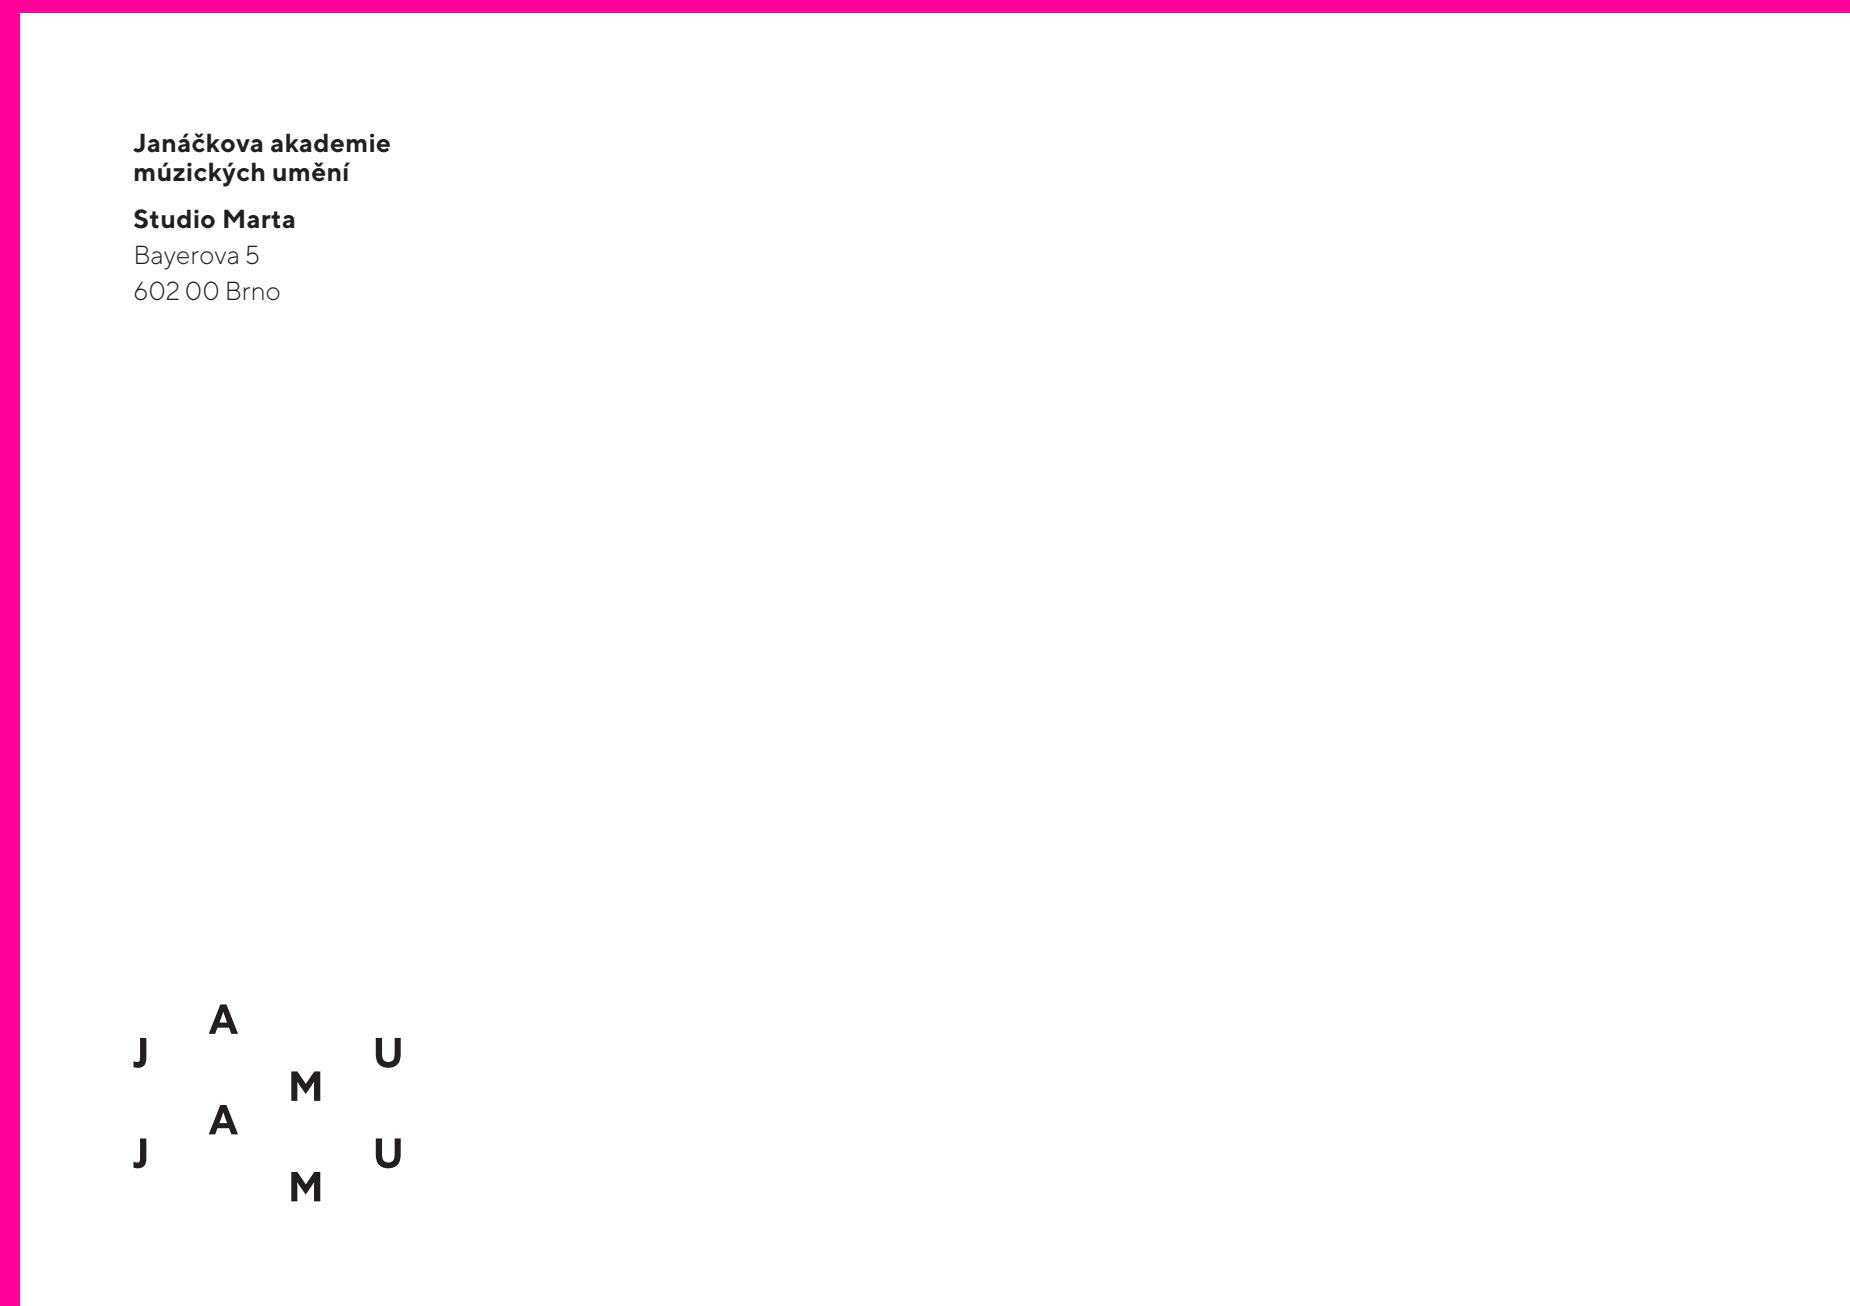 Janáčkova akademie
múzických umění
Studio Marta
Bayerova 5
602 00 Brno
J A M U
J A M U